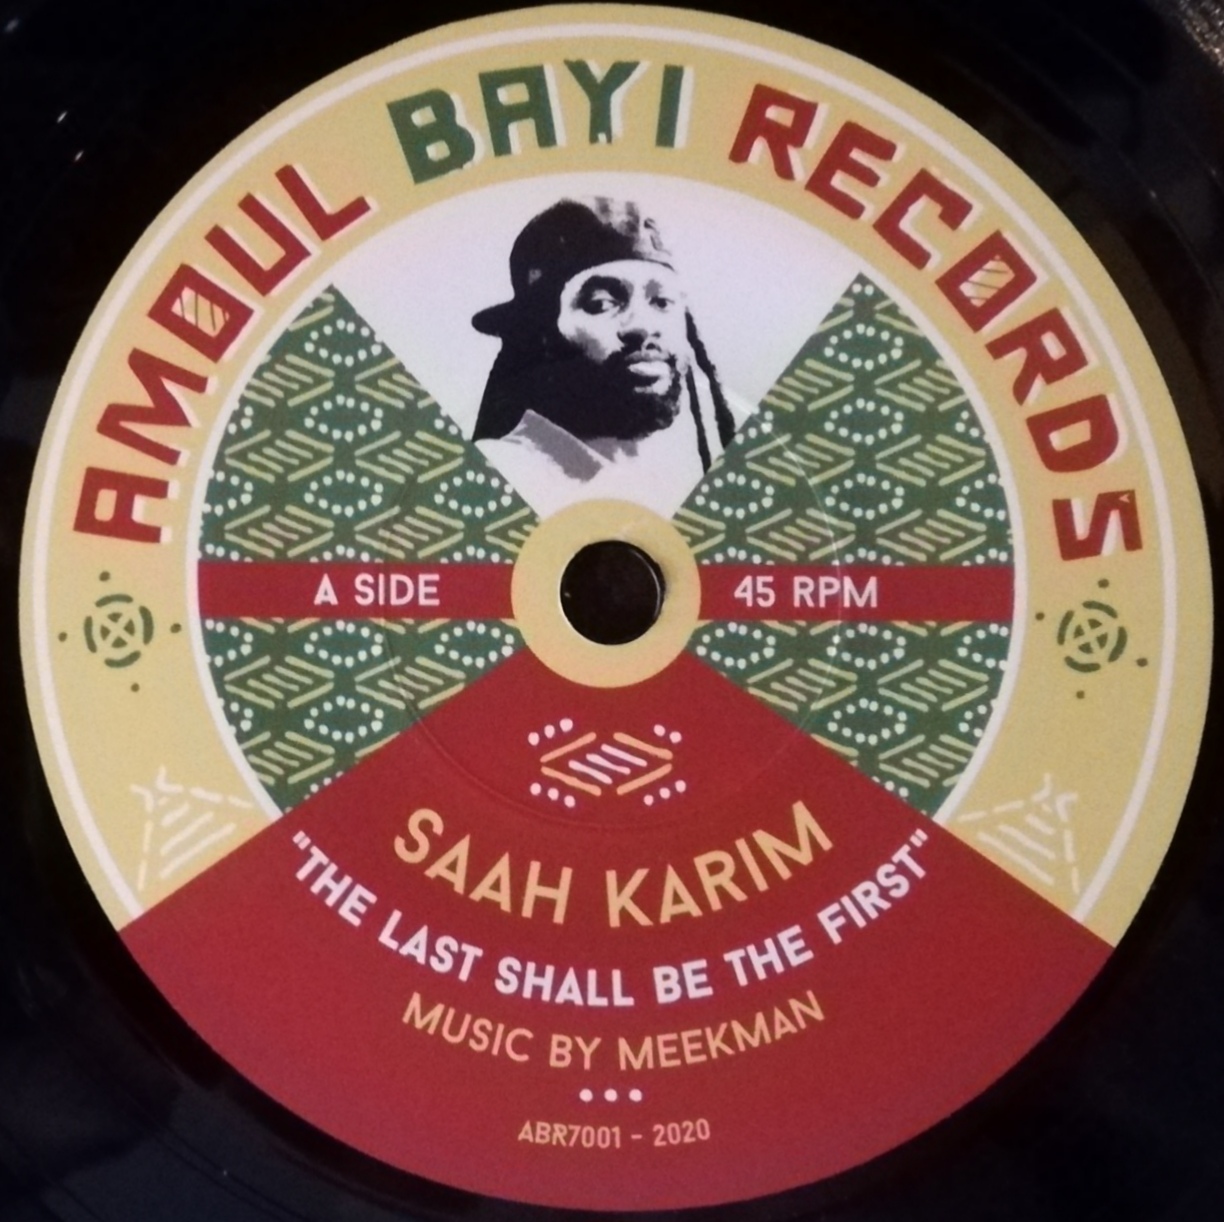 AMOUL BAYI RECORDS
A SIDE
45 RPM
SAAH KARIM
"THE LAST SHALL BE THE FIRST"
MUSIC BY MEEKMAN
ABR7001 - 2020